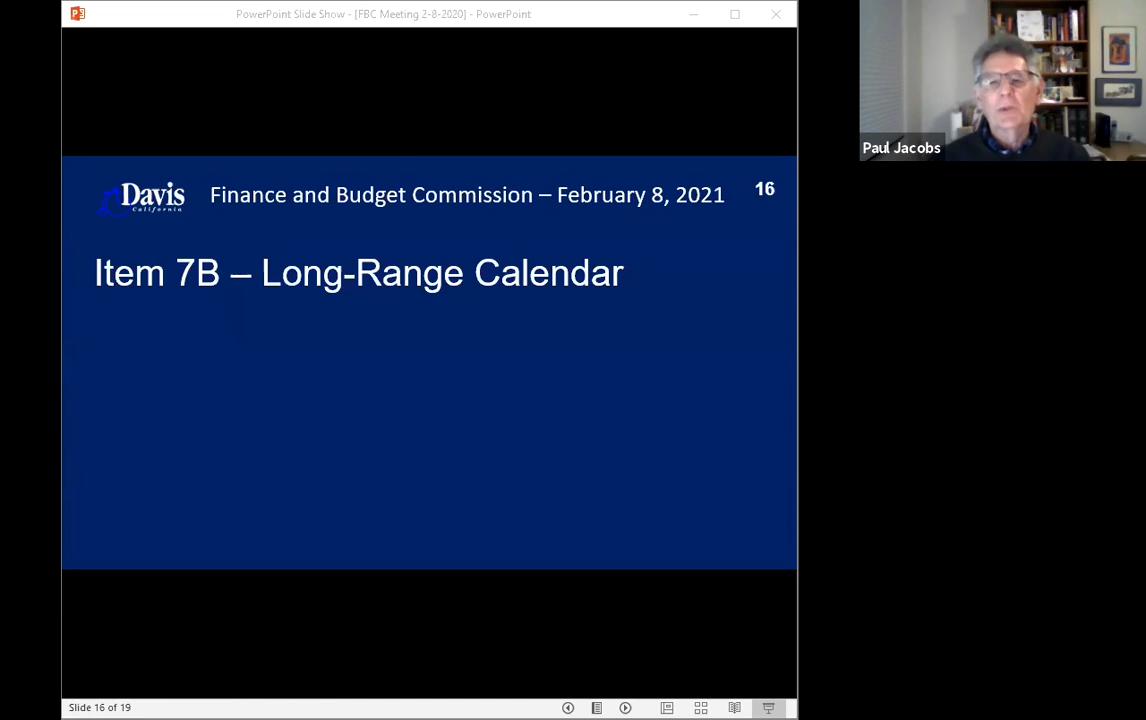 PowerPoint Slide Show - [FBC Meeting 2-8-2020] - PowerPoint
Paul Jacobs
Davis
California
Finance and Budget Commission – February 8, 2021
16
Item 7B – Long-Range Calendar
Slide 16 of 19